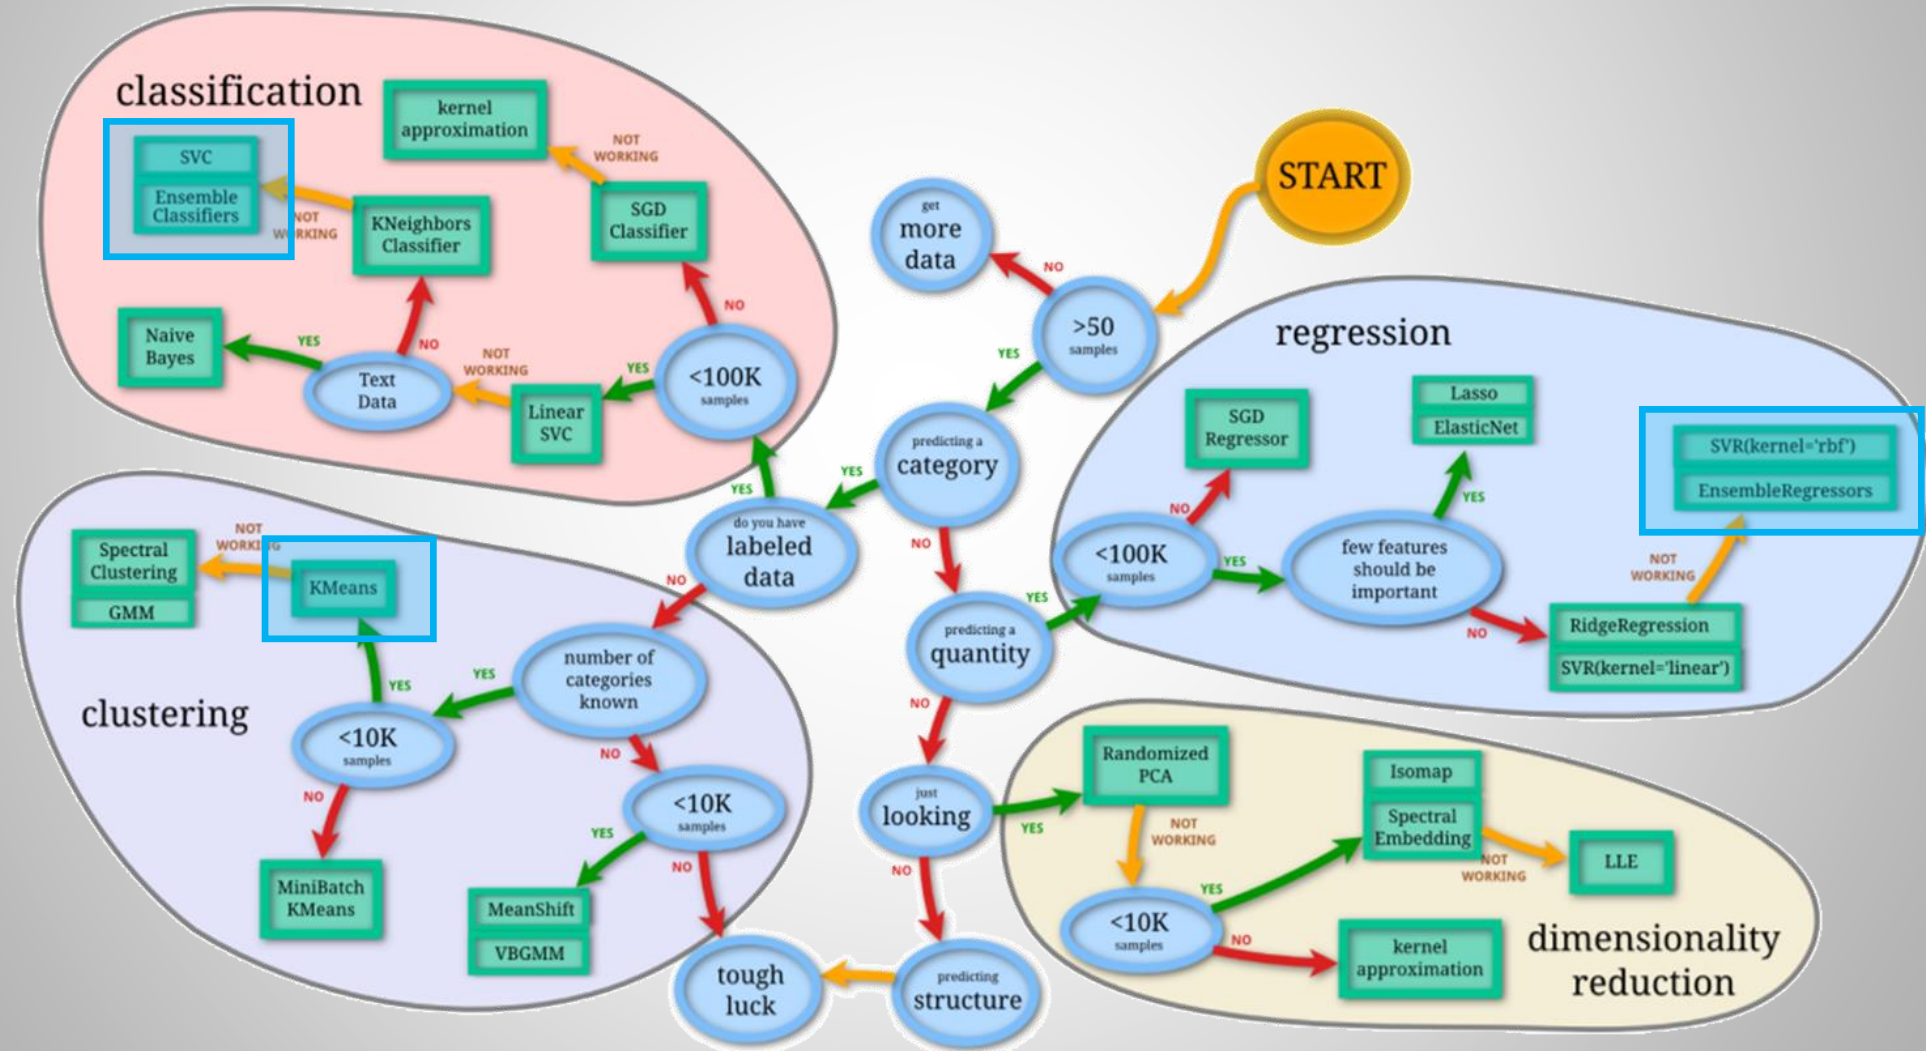 classification
kernel
approximation
NOT
WORKING
SVC
Ensemble
Classifiers
NOT
WORKING
KNeighbors
Classifier
SGD
Classifier
NO
Naive
Bayes
YES
NO
Text
Data
NOT
WORKING
Linear
SVC
YES
<100K
samples
YES
START
get
more
data
NO
>50
samples
YES
predicting a
category
YES
NO
do you have
labeled
data
NO
predicting a
quantity
YES
NO
just
looking
YES
NO
predicting
structure
tough
luck
regression
SGD
Regressor
NO
<100K
samples
YES
Lasso
ElasticNet
YES
few features
should be
important
NO
SVR(kernel='rbf')
EnsembleRegressors
NOT
WORKING
RidgeRegression
SVR(kernel='linear')
clustering
Spectral
Clustering
GMM
NOT
WORKING
KMeans
YES
<10K
samples
NO
MiniBatch
KMeans
YES
number of
categories
known
NO
<10K
samples
YES
NO
MeanShift
VBGMM
Randomized
PCA
NOT
WORKING
<10K
samples
YES
NO
Isomap
Spectral
Embedding
NOT
WORKING
LLE
kernel
approximation
dimensionality
reduction